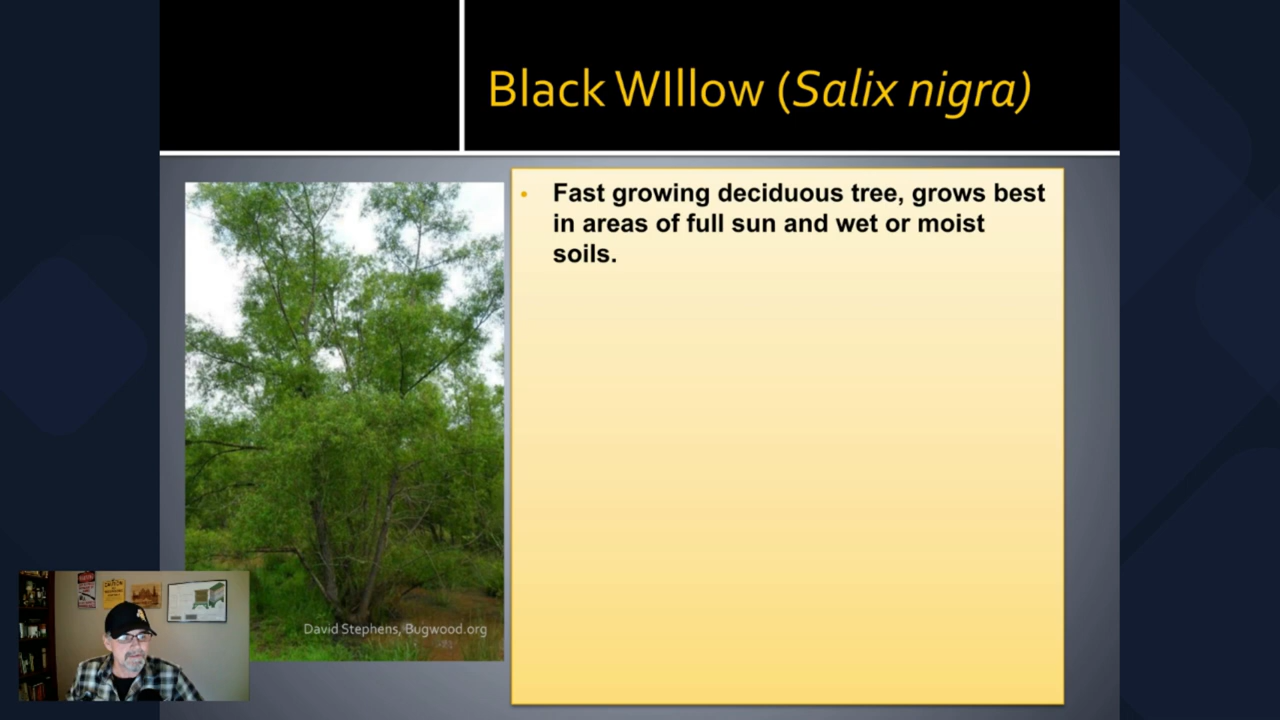 Black WIllow (Salix nigra)
• Fast growing deciduous tree, grows best
in areas of full sun and wet or moist
soils.
David Stephens, Bugwood.org